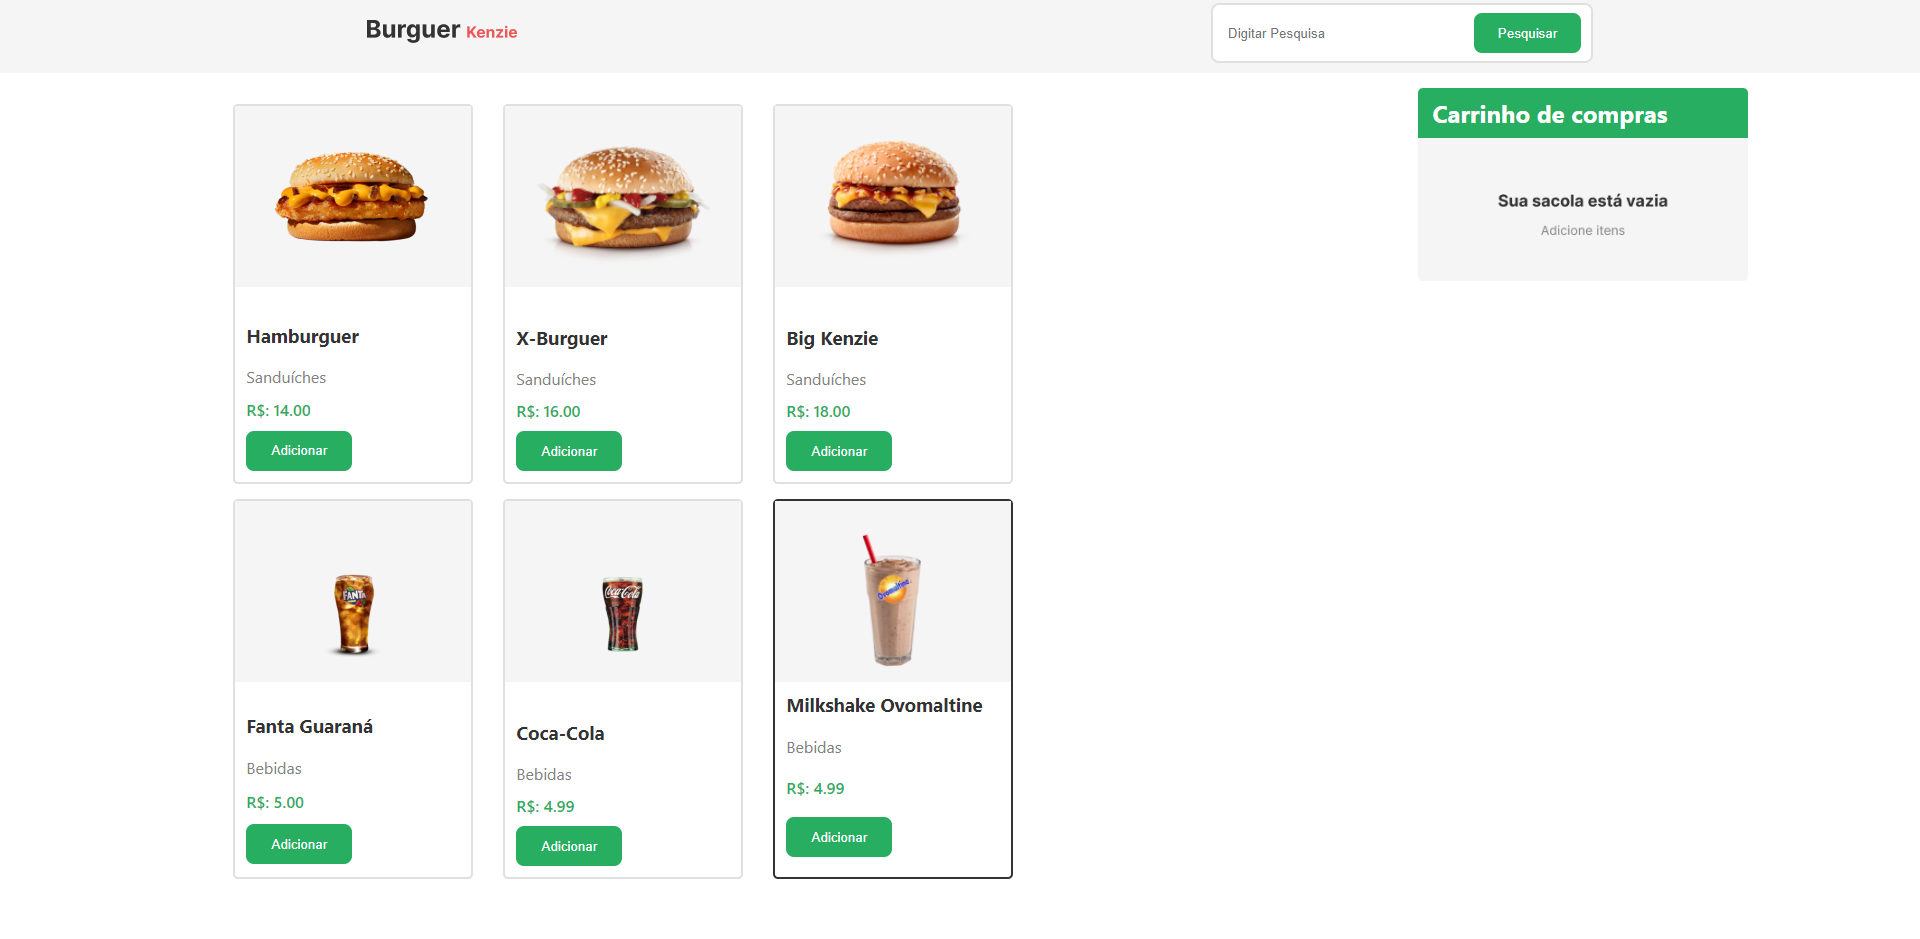 Burguer Kenzie
Digitar Pesquisa
Pesquisar
Carrinho de compras
Sua sacola está vazia
Adicione itens
Hamburguer
Sanduíches
R$: 14.00
Adicionar
X-Burguer
Sanduíches
R$: 16.00
Adicionar
Big Kenzie
Sanduíches
R$: 18.00
Adicionar
FANTA
Fanta Guaraná
Bebidas
R$: 5.00
Adicionar
Coca-Cola
Coca-Cola
Bebidas
R$: 4.99
Adicionar
Ovomaltine
Milkshake Ovomaltine
Bebidas
R$: 4.99
Adicionar